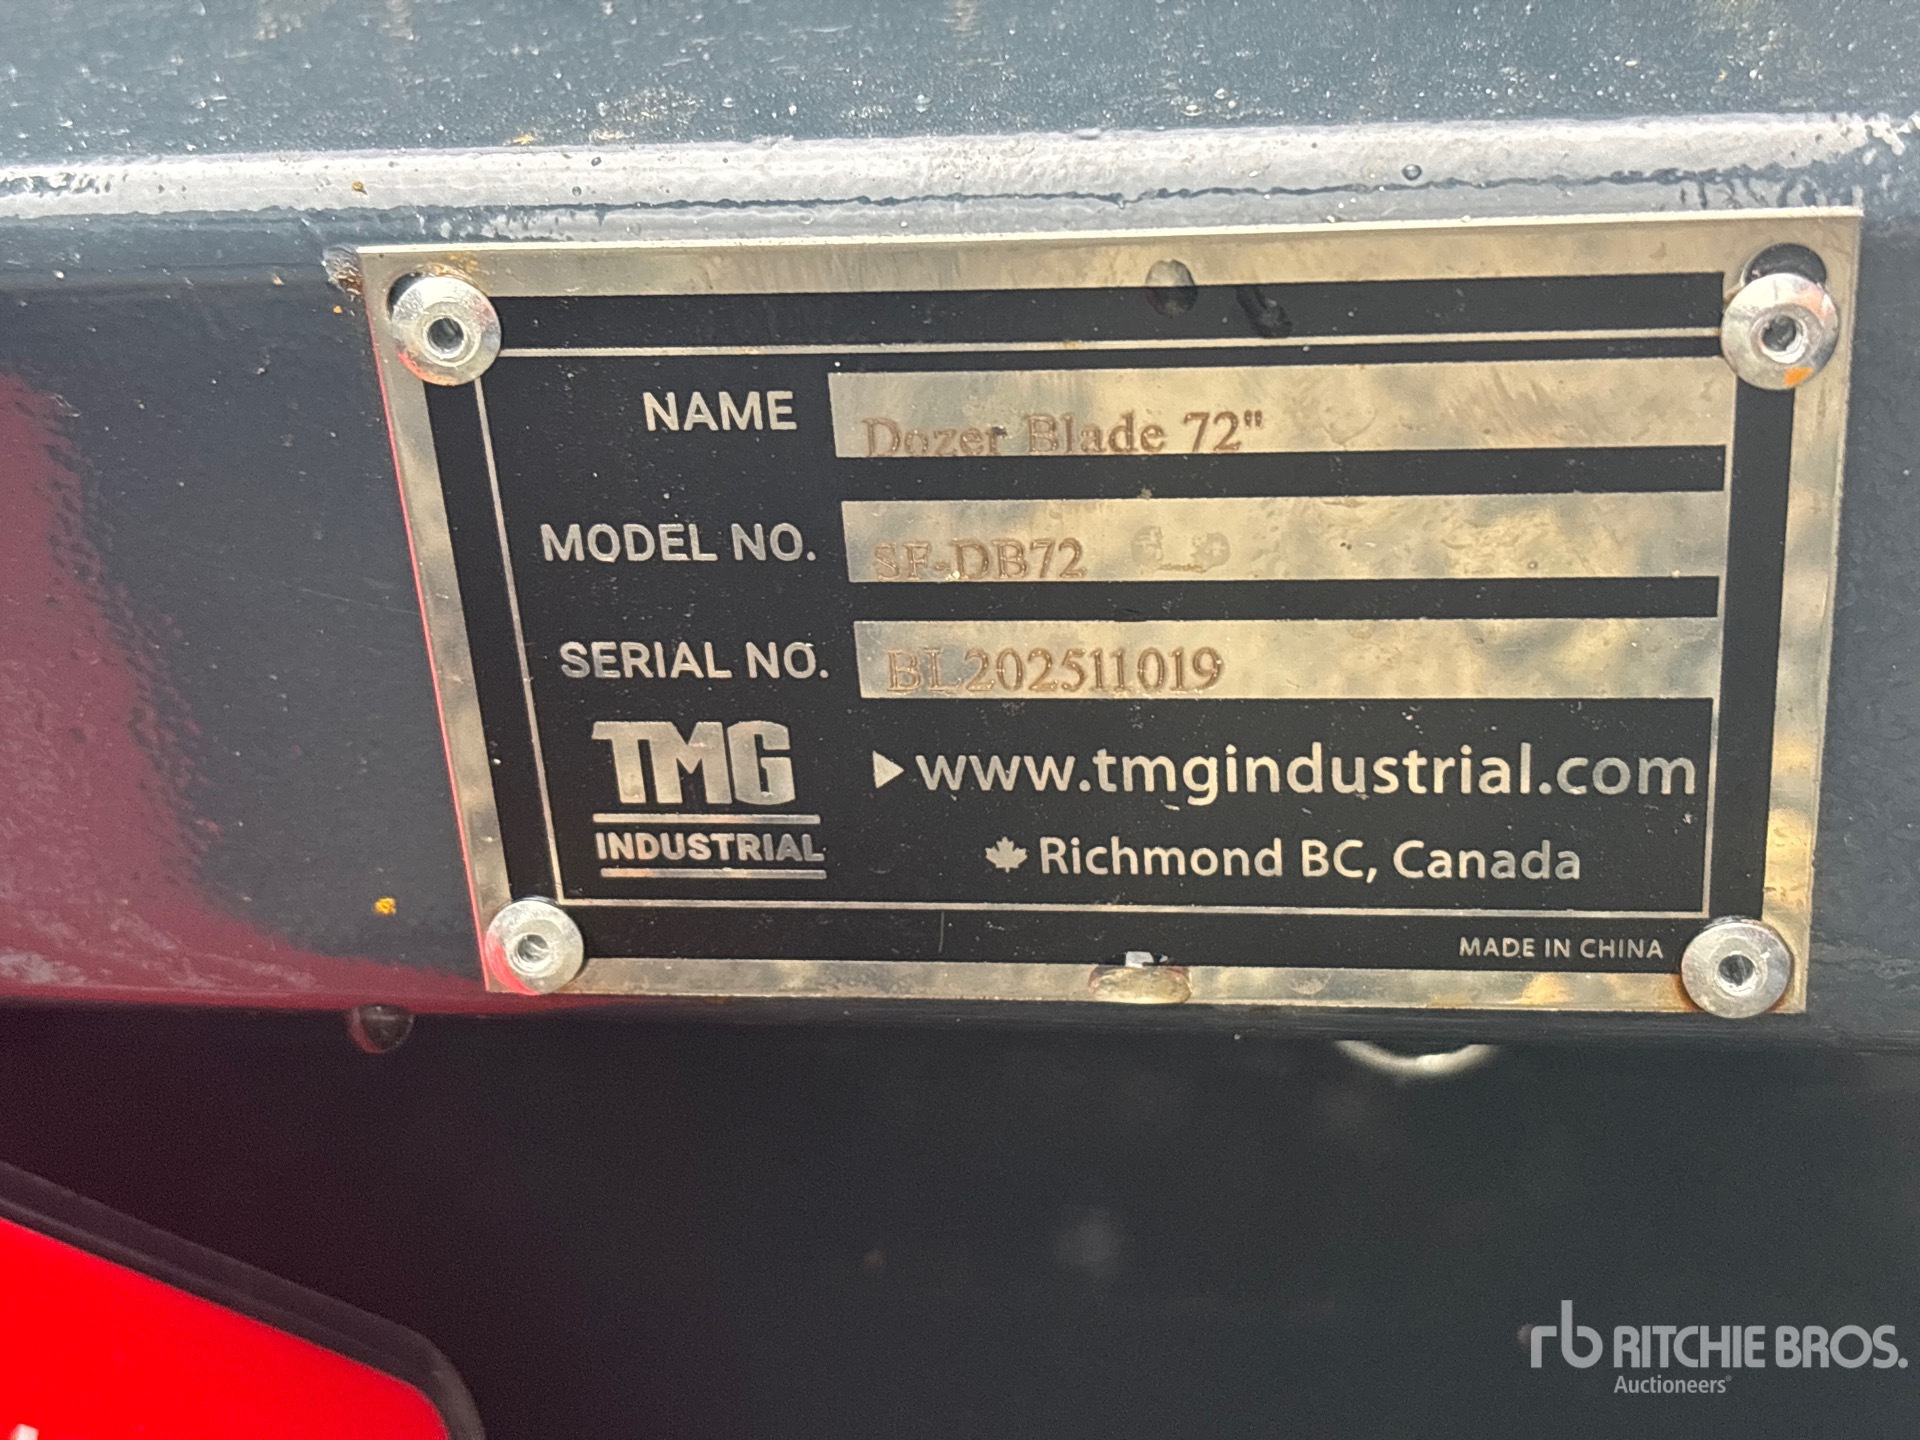 NAME Dozer Blade 72"
MODEL NO. SF-DB72
SERIAL NO. BL202511019
TMG
INDUSTRIAL
www.tmgindustrial.com
Richmond BC, Canada
MADE IN CHINA
rb RITCHIE BROS.
Auctioneers